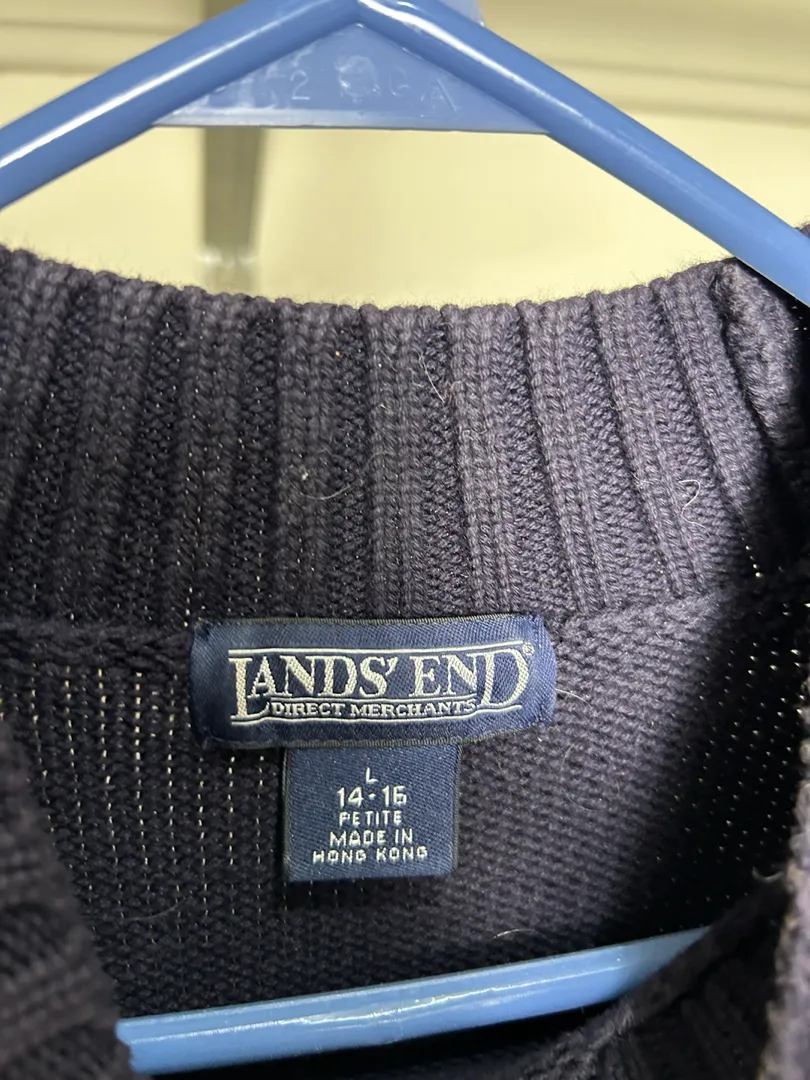 LANDS' END®
DIRECT MERCHANTS
L
14-16
PETITE
MADE IN
HONG KONG